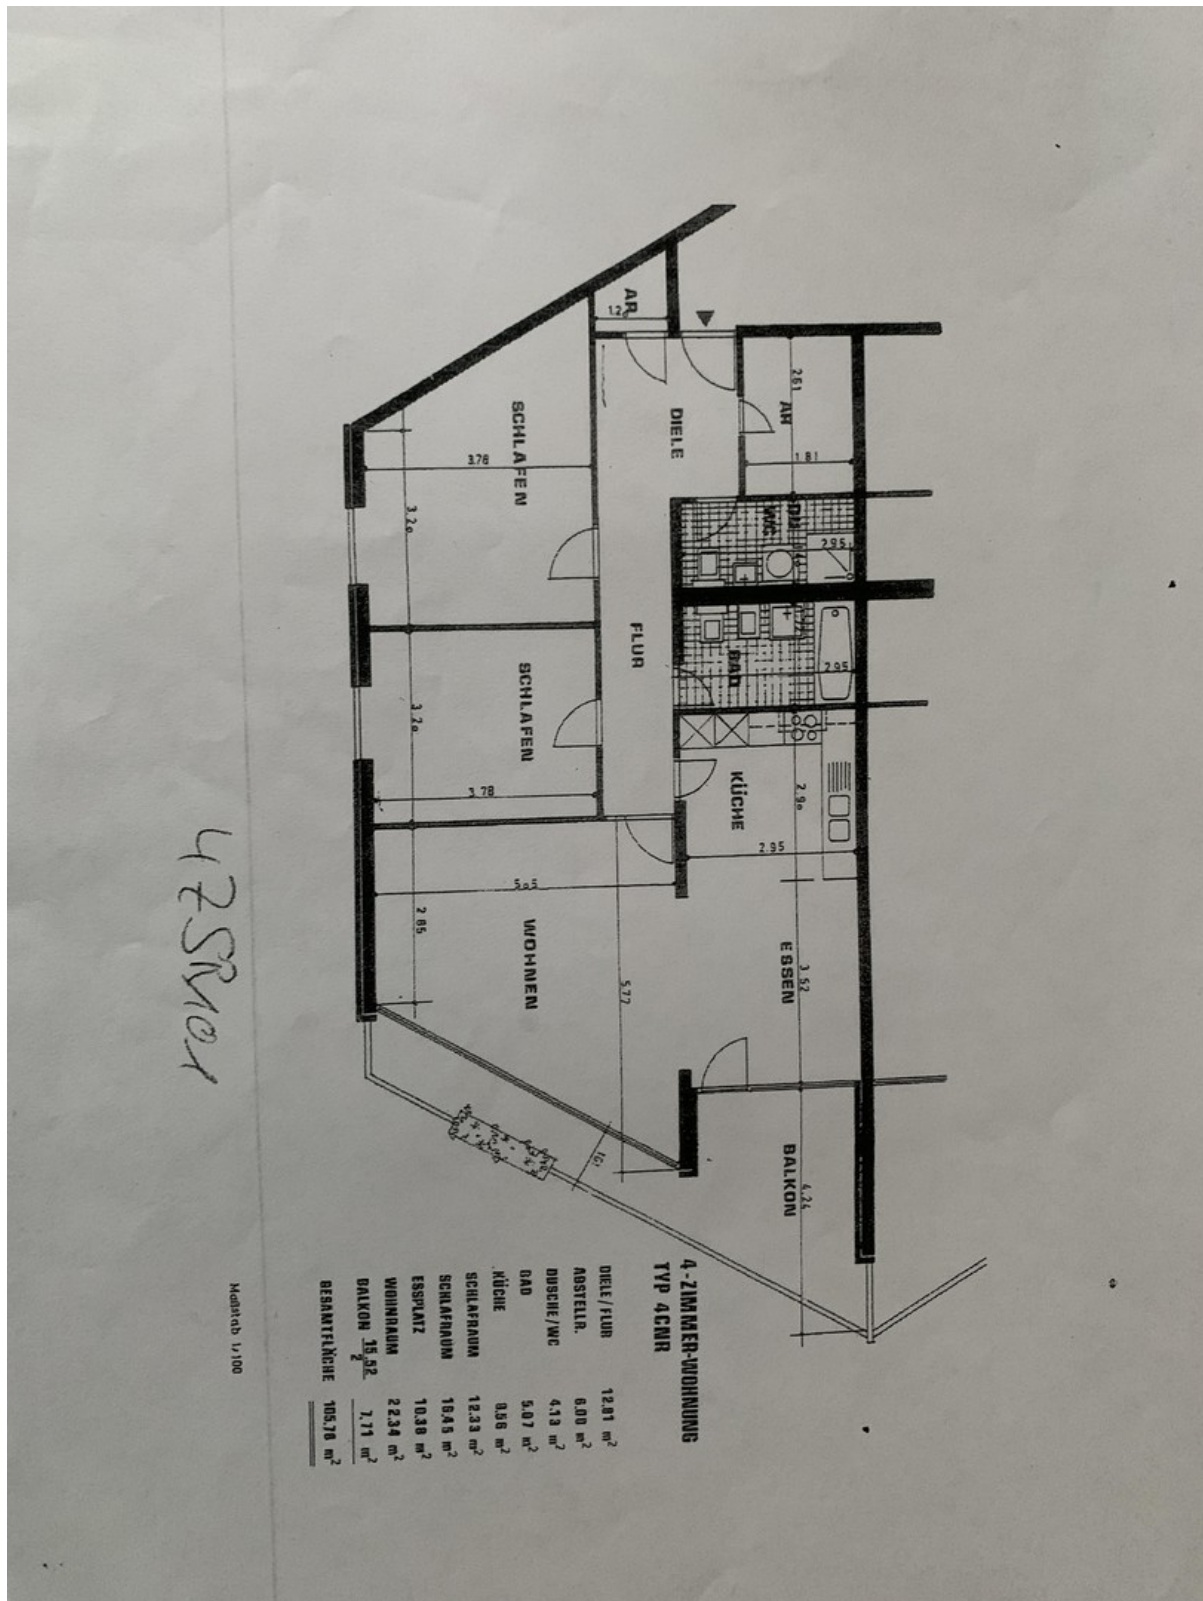 2.61
AR
1.81
DU
WC
2.95
BAD
2.95
2.90
KÜCHE
2.95
3.52
ESSEN
4.24
BALKON
AR
1.20
DIELE
FLUR
5.77
SCHLAFEN
3.78
3.20
SCHLAFEN
3.78
3.20
WOHNEN
5.05
2.85
4-ZIMMER-WOHNUNG
TYP 4CNR
DIELE/FLUR 12.81 m²
ABSTELLR. 6.00 m²
DUSCHE/WC 4.13 m²
BAD 5.07 m²
KÜCHE 8.56 m²
SCHLAFRAUM 12.33 m²
SCHLAFRAUM 16.45 m²
ESSPLATZ 10.38 m²
WOHNRAUM 22.34 m²
BALKON 15.52/2 7.71 m²
GESAMTFLÄCHE 105.78 m²
Maßstab 1:100